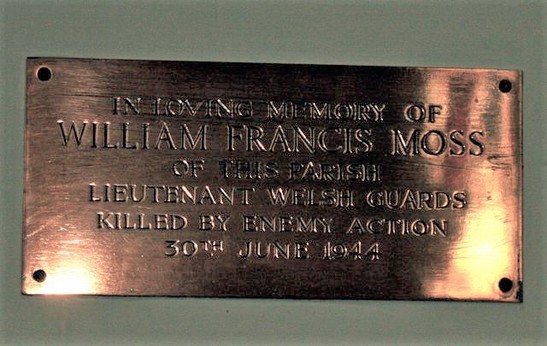 IN LOVING MEMORY OF
WILLIAM FRANCIS MOSS
OF THIS PARISH
LIEUTENANT WELSH GUARDS
KILLED BY ENEMY ACTION
30TH JUNE 1944